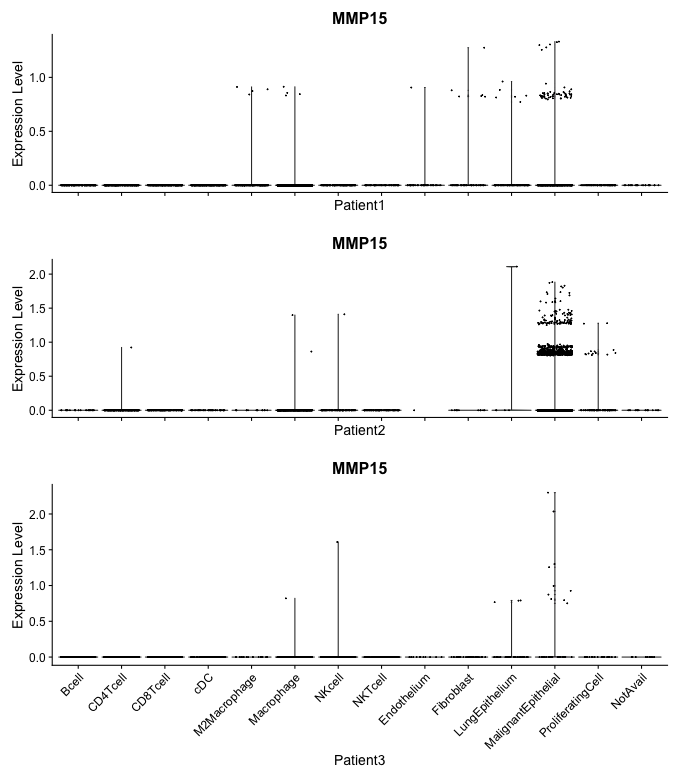 MMP15
Expression Level
1.0
0.5
0.0
Patient1
MMP15
Expression Level
2.0
1.5
1.0
0.5
0.0
Patient2
MMP15
Expression Level
2.0
1.5
1.0
0.5
0.0
Bcell
CD4Tcell
CD8Tcell
cDC
M2Macrophage
Macrophage
NKcell
NKTcell
Endothelium
Fibroblast
LungEpithelium
MalignantEpithelial
ProliferatingCell
NotAvail
Patient3